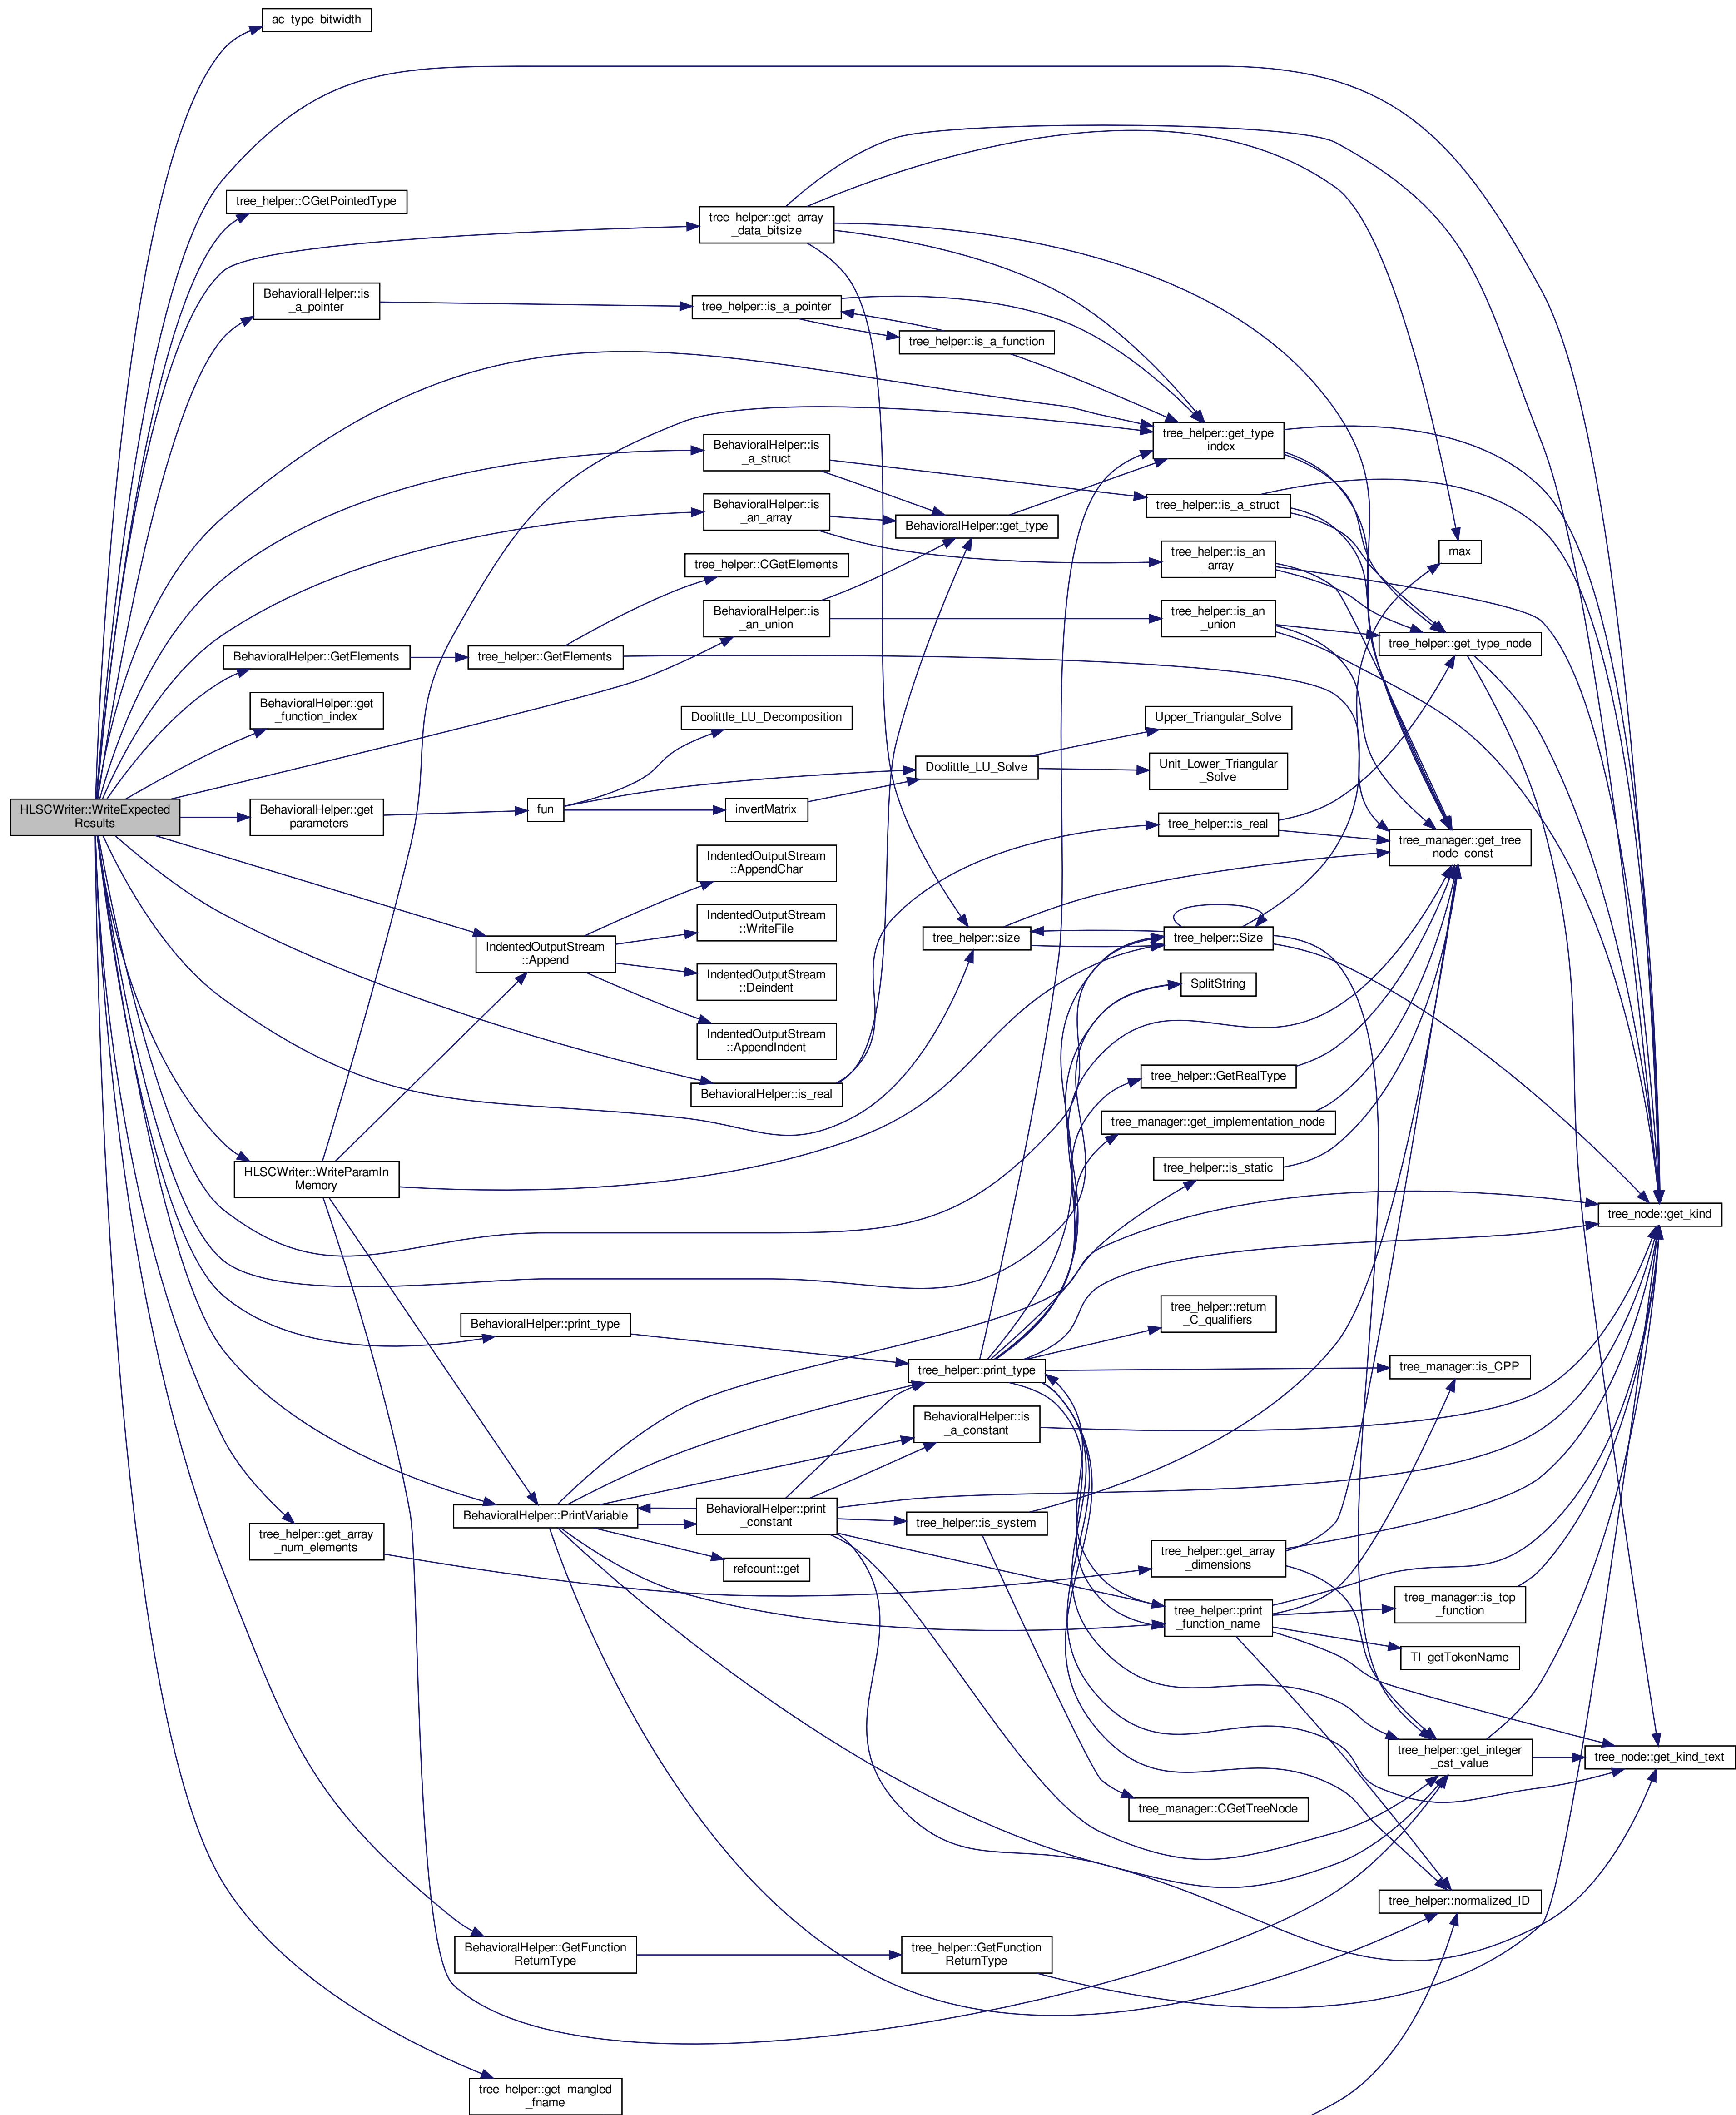 ac_type_bitwidth
tree_helper::CGetPointedType
tree_helper::get_array
_data_bitsize
BehavioralHelper::is
_a_pointer
tree_helper::is_a_pointer
tree_helper::is_a_function
tree_helper::get_type
_index
BehavioralHelper::is
_a_struct
tree_helper::is_a_struct
BehavioralHelper::is
_an_array
BehavioralHelper::get_type
tree_helper::is_an
_array
max
tree_helper::CGetElements
BehavioralHelper::is
_an_union
tree_helper::is_an
_union
tree_helper::get_type_node
BehavioralHelper::GetElements
tree_helper::GetElements
BehavioralHelper::get
_function_index
Doolittle_LU_Decomposition
Upper_Triangular_Solve
Doolittle_LU_Solve
Unit_Lower_Triangular
_Solve
HLSCWriter::WriteExpected
Results
BehavioralHelper::get
_parameters
fun
invertMatrix
tree_helper::is_real
tree_manager::get_tree
_node_const
IndentedOutputStream
::AppendChar
IndentedOutputStream
::WriteFile
IndentedOutputStream
::Append
tree_helper::size
tree_helper::Size
IndentedOutputStream
::Deindent
SplitString
IndentedOutputStream
::AppendIndent
BehavioralHelper::is_real
tree_helper::GetRealType
tree_manager::get_implementation_node
HLSCWriter::WriteParamIn
Memory
tree_helper::is_static
tree_node::get_kind
BehavioralHelper::print_type
tree_helper::return
_C_qualifiers
tree_helper::print_type
tree_manager::is_CPP
BehavioralHelper::is
_a_constant
BehavioralHelper::PrintVariable
BehavioralHelper::print
_constant
tree_helper::is_system
tree_helper::get_array
_num_elements
refcount::get
tree_helper::get_array
_dimensions
tree_helper::print
_function_name
tree_manager::is_top
_function
TI_getTokenName
tree_helper::get_integer
_cst_value
tree_node::get_kind_text
tree_manager::CGetTreeNode
tree_helper::normalized_ID
BehavioralHelper::GetFunction
ReturnType
tree_helper::GetFunction
ReturnType
tree_helper::get_mangled
_fname